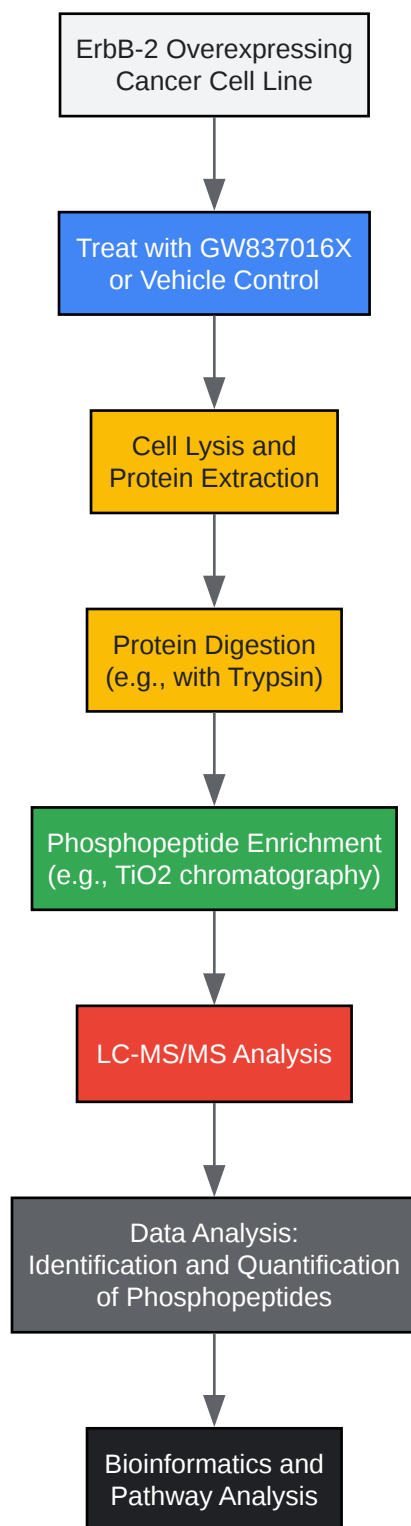 ErbB-2 Overexpressing
Cancer Cell Line
Treat with GW837016X
or Vehicle Control
Cell Lysis and
Protein Extraction
Protein Digestion
(e.g., with Trypsin)
Phosphopeptide Enrichment
(e.g., TiO2 chromatography)
LC-MS/MS Analysis
Data Analysis:
Identification and Quantification
of Phosphopeptides
Bioinformatics and
Pathway Analysis